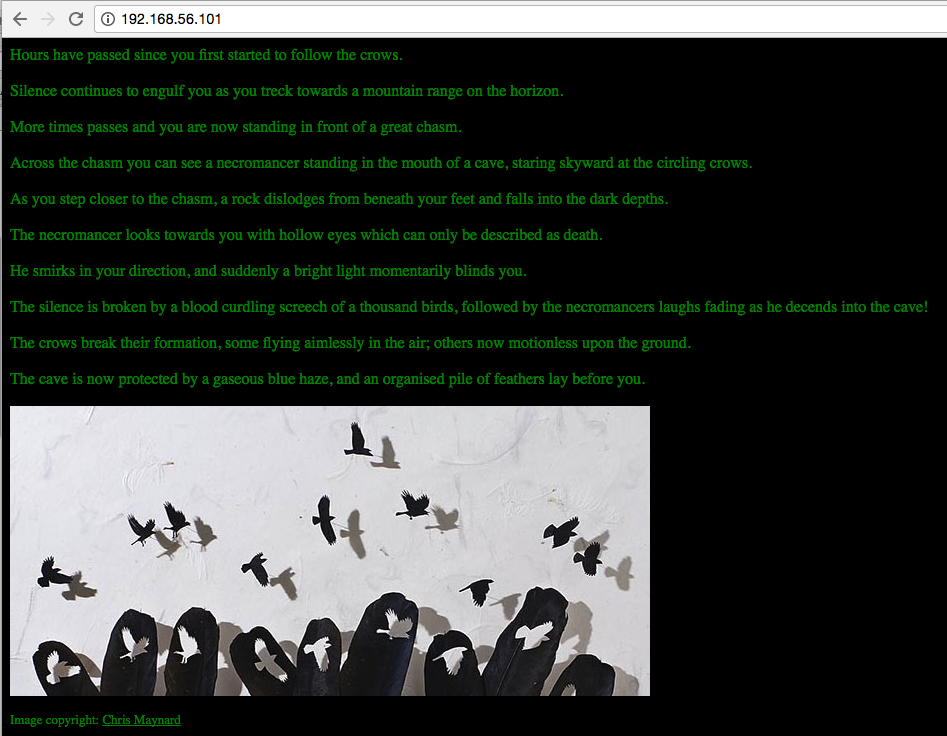 192.168.56.101
Hours have passed since you first started to follow the crows.
Silence continues to engulf you as you treck towards a mountain range on the horizon.
More times passes and you are now standing in front of a great chasm.
Across the chasm you can see a necromancer standing in the mouth of a cave, staring skyward at the circling crows.
As you step closer to the chasm, a rock dislodges from beneath your feet and falls into the dark depths.
The necromancer looks towards you with hollow eyes which can only be described as death.
He smirks in your direction, and suddenly a bright light momentarily blinds you.
The silence is broken by a blood curdling screech of a thousand birds, followed by the necromancers laughs fading as he decends into the cave!
The crows break their formation, some flying aimlessly in the air; others now motionless upon the ground.
The cave is now protected by a gaseous blue haze, and an organised pile of feathers lay before you.
Image copyright: Chris Maynard